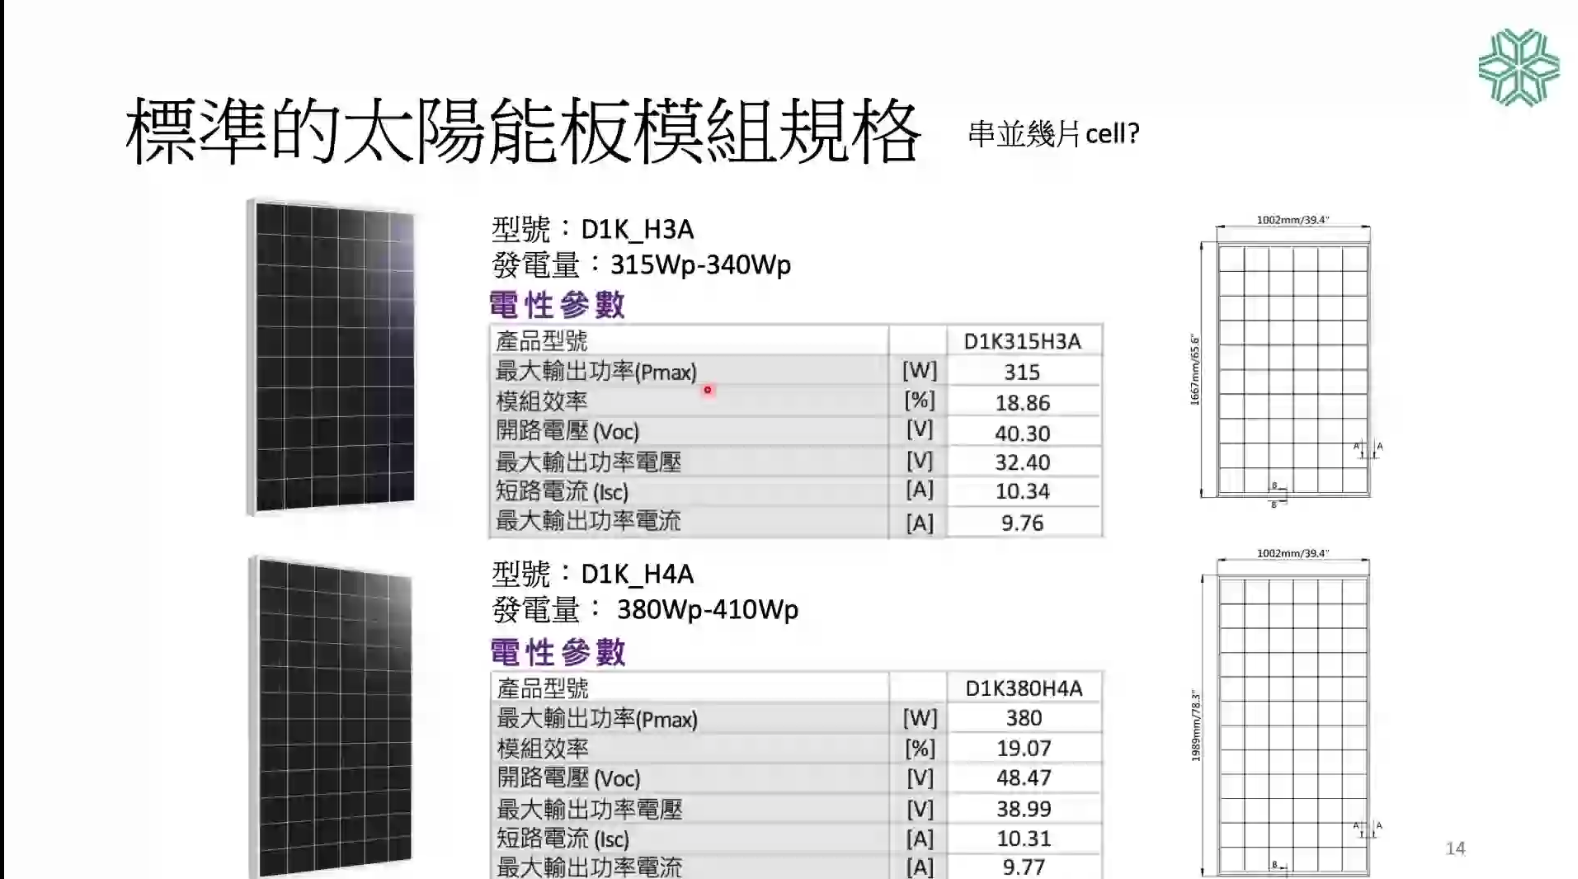 標準的太陽能板模組規格 串並幾片cell?
型號：D1K_H3A
發電量：315Wp-340Wp
電性參數
產品型號 D1K315H3A
最大輸出功率(Pmax) [W] 315
模組效率 [%] 18.86
開路電壓 (Voc) [V] 40.30
最大輸出功率電壓 [V] 32.40
短路電流 (Isc) [A] 10.34
最大輸出功率電流 [A] 9.76
1002mm/39.4"
1667mm/65.6"
A A
B
B
型號：D1K_H4A
發電量： 380Wp-410Wp
電性參數
產品型號 D1K380H4A
最大輸出功率(Pmax) [W] 380
模組效率 [%] 19.07
開路電壓 (Voc) [V] 48.47
最大輸出功率電壓 [V] 38.99
短路電流 (Isc) [A] 10.31
最大輸出功率電流 [A] 9.77
1002mm/39.4"
1989mm/78.3"
A A
B
14